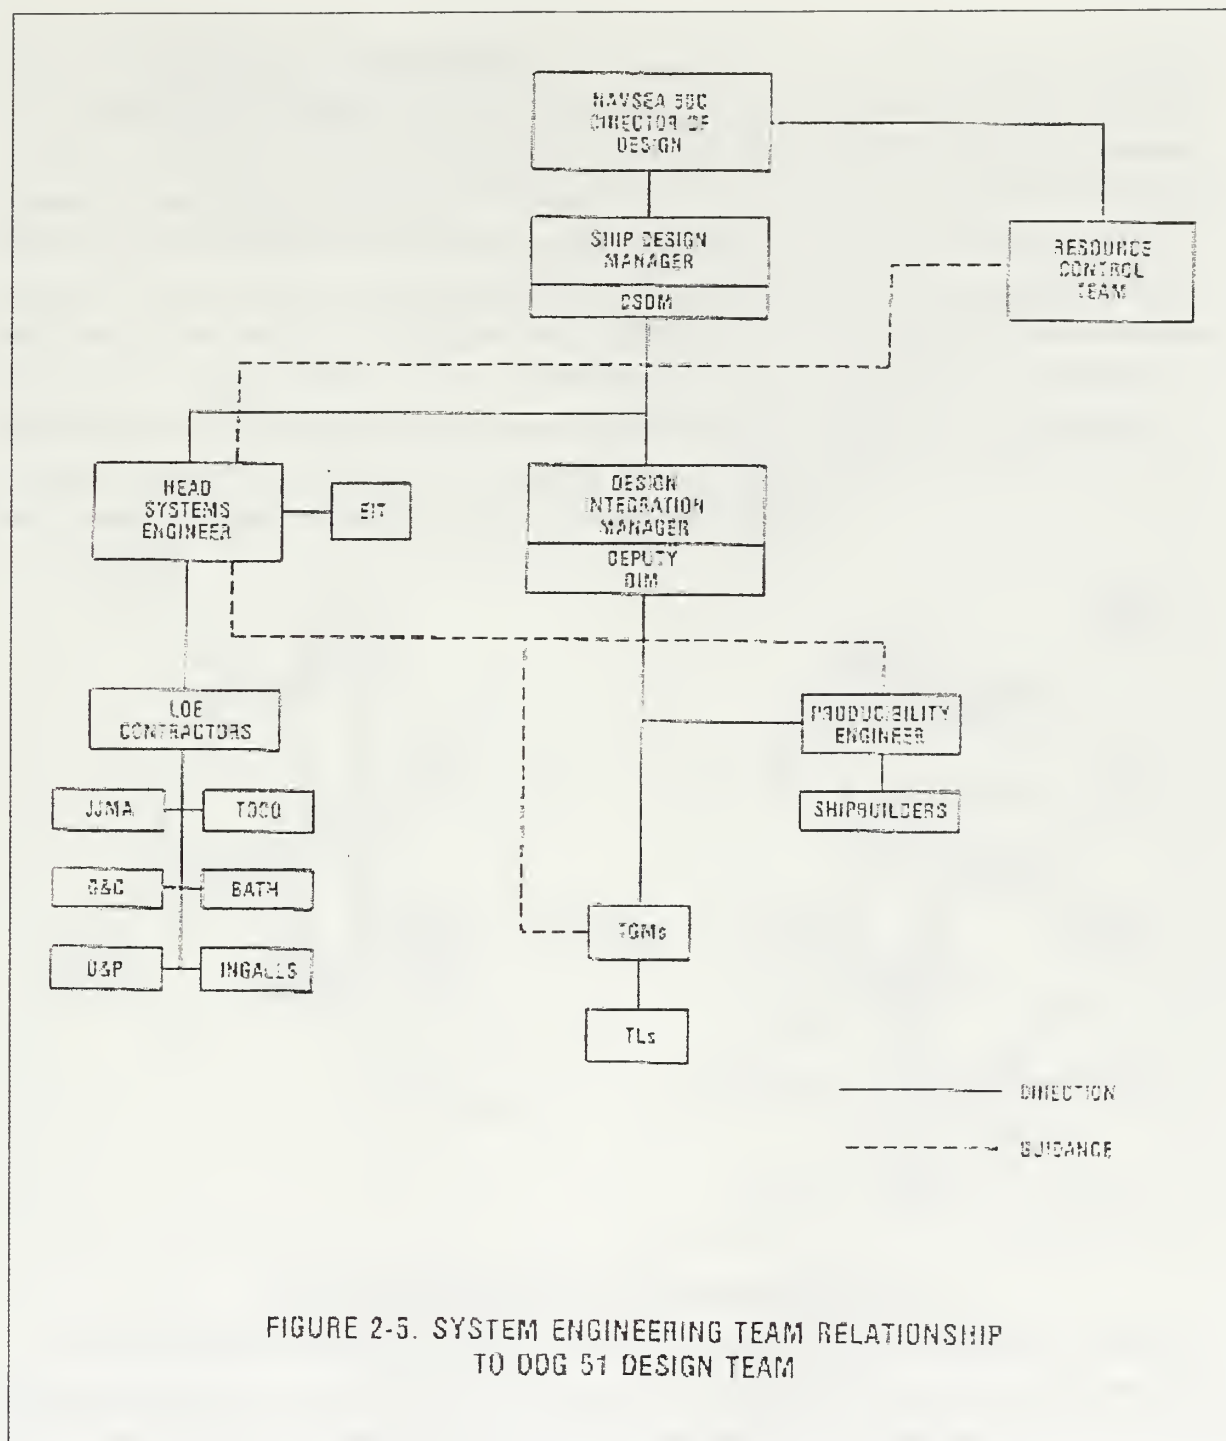 NAVSEA
DIRECTOR OF
DESIGN
SHIP DESIGN
MANAGER
DSDM
RESOURCE
CONTROL
TEAM
HEAD
SYSTEMS
ENGINEER
EIT
DESIGN
INTEGRATION
MANAGER
DEPUTY
DIM
LOE
CONTRACTORS
PRODUCIBILITY
ENGINEER
SHIPBUILDERS
JJMA
TODD
G&C
BATH
INGALLS
TGMs
TLs
DIRECTION
GUIDANCE
FIGURE 2-5. SYSTEM ENGINEERING TEAM RELATIONSHIP
TO DDG 51 DESIGN TEAM